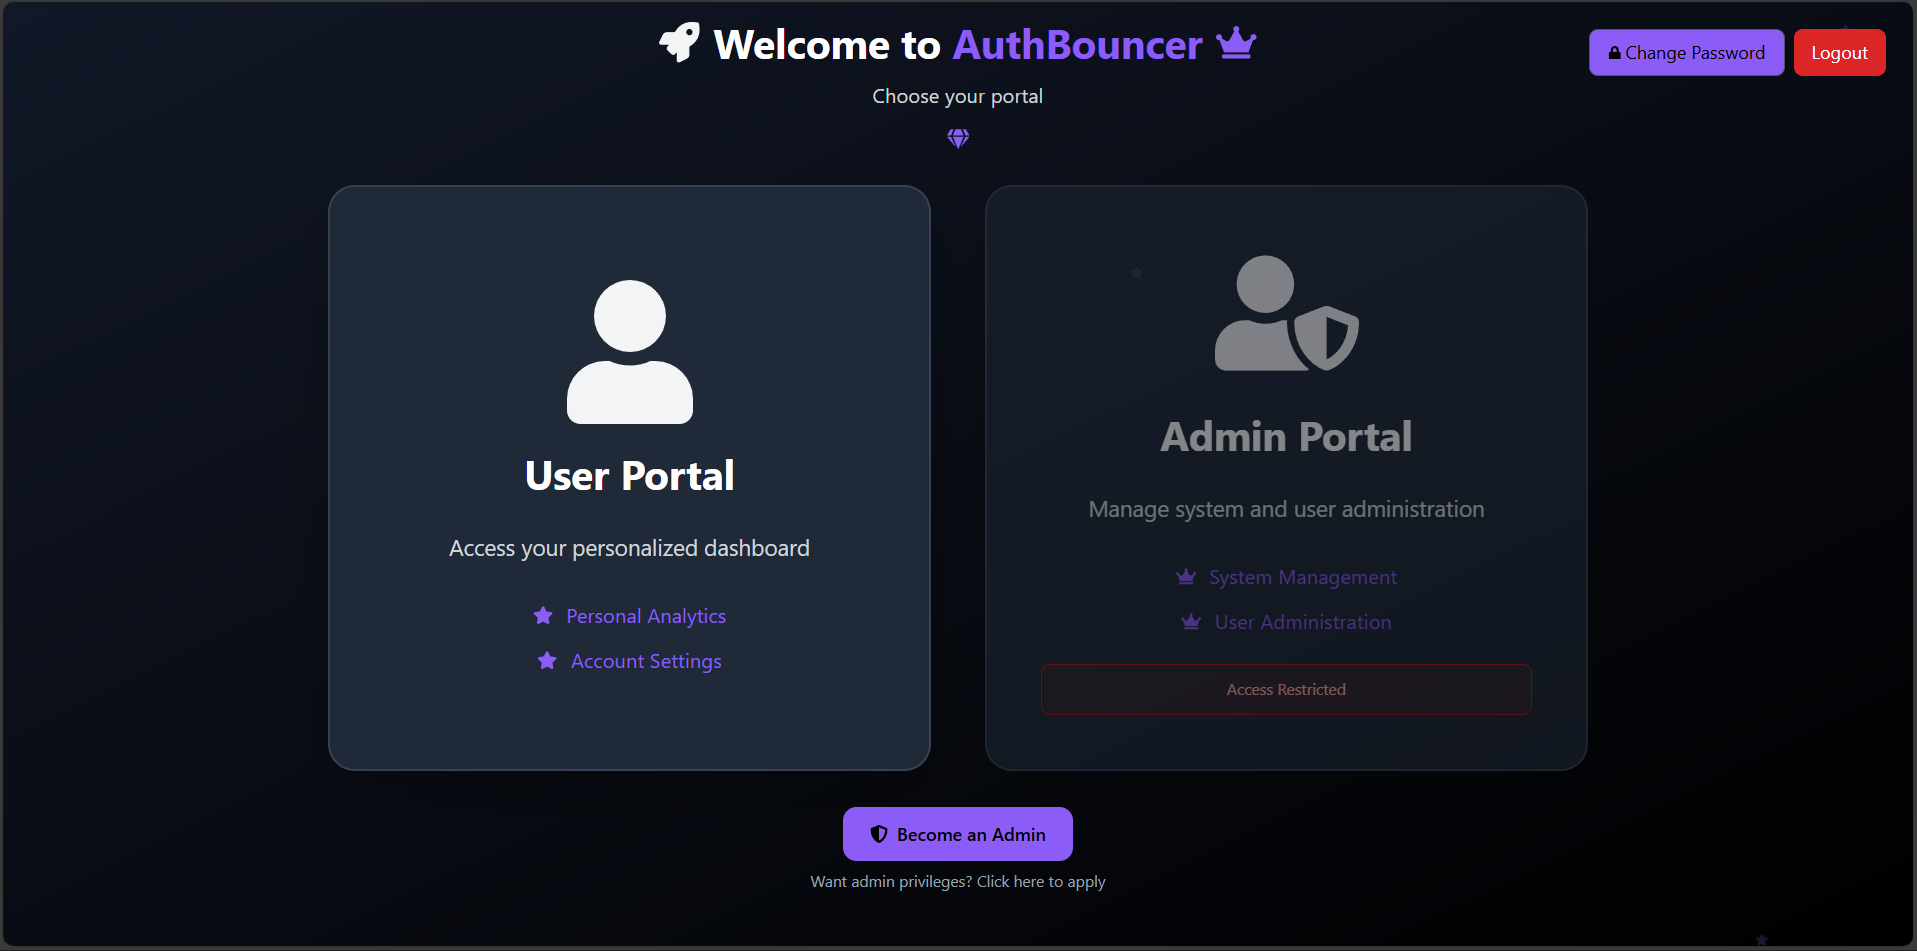 Welcome to AuthBouncer
Change Password
Logout
Choose your portal
User Portal
Access your personalized dashboard
Personal Analytics
Account Settings
Admin Portal
Manage system and user administration
System Management
User Administration
Access Restricted
Become an Admin
Want admin privileges? Click here to apply